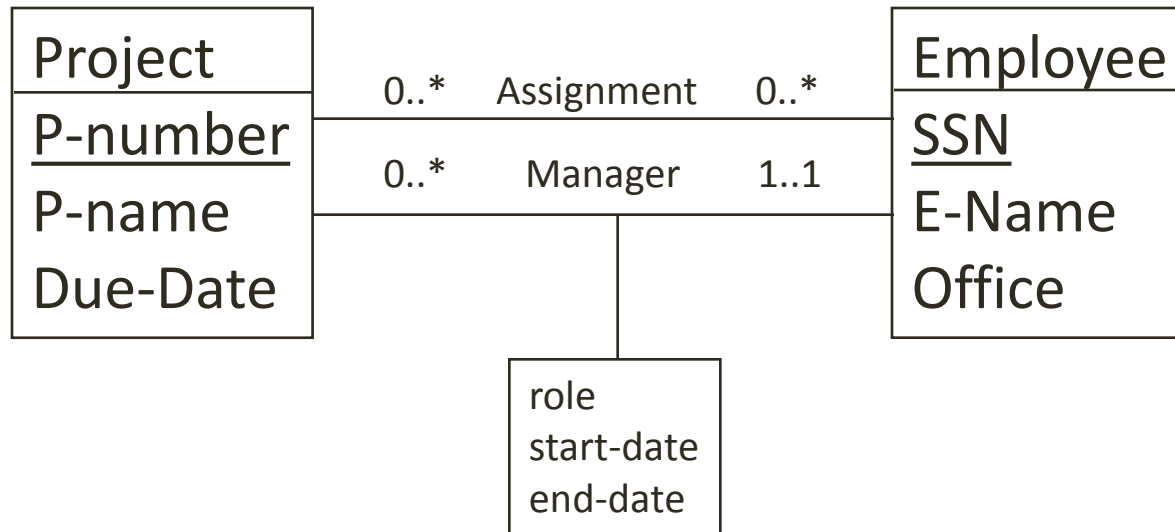 Project
P-number
P-name
Due-Date
0..* Assignment 0..*
0..* Manager 1..1
Employee
SSN
E-Name
Office
role
start-date
end-date